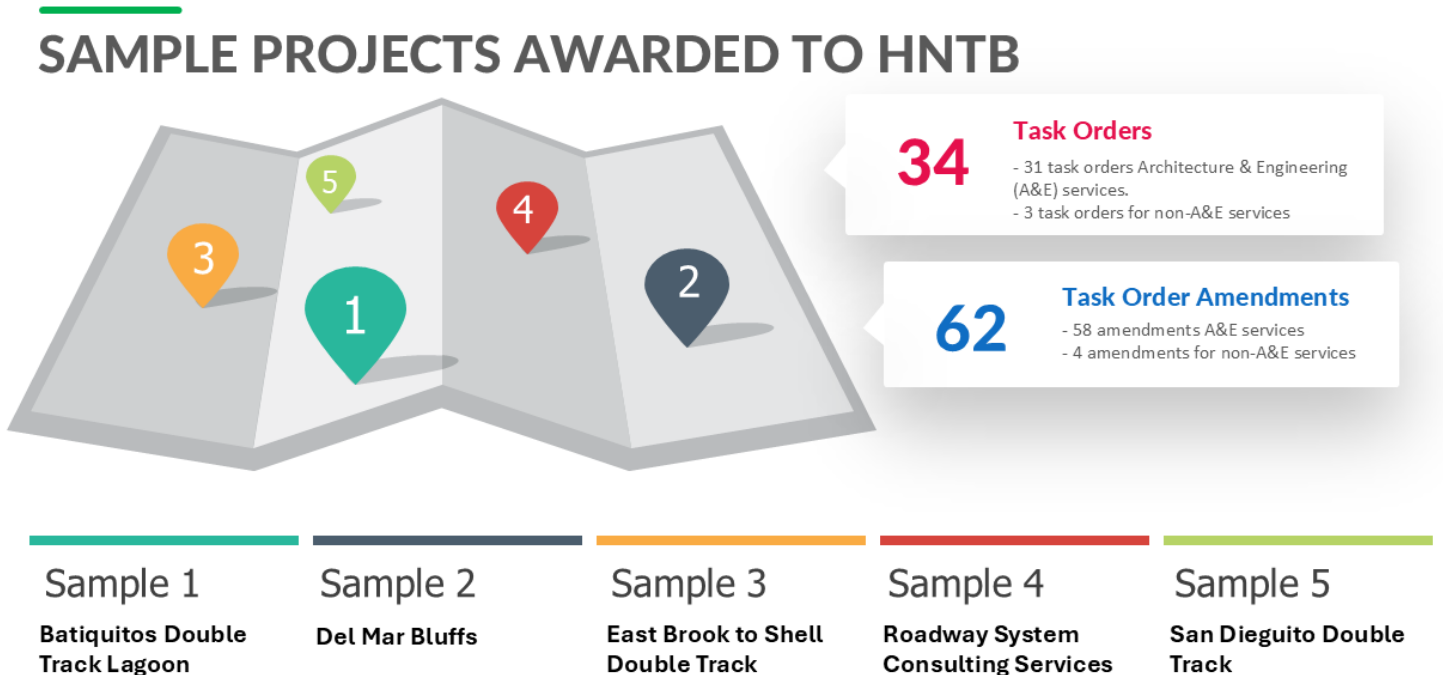 SAMPLE PROJECTS AWARDED TO HNTB
5
4
3
2
1
34
Task Orders
- 31 task orders Architecture & Engineering
(A&E) services.
- 3 task orders for non-A&E services
62
Task Order Amendments
- 58 amendments A&E services
- 4 amendments for non-A&E services
Sample 1
Batiquitos Double
Track Lagoon
Sample 2
Del Mar Bluffs
Sample 3
East Brook to Shell
Double Track
Sample 4
Roadway System
Consulting Services
Sample 5
San Dieguito Double
Track